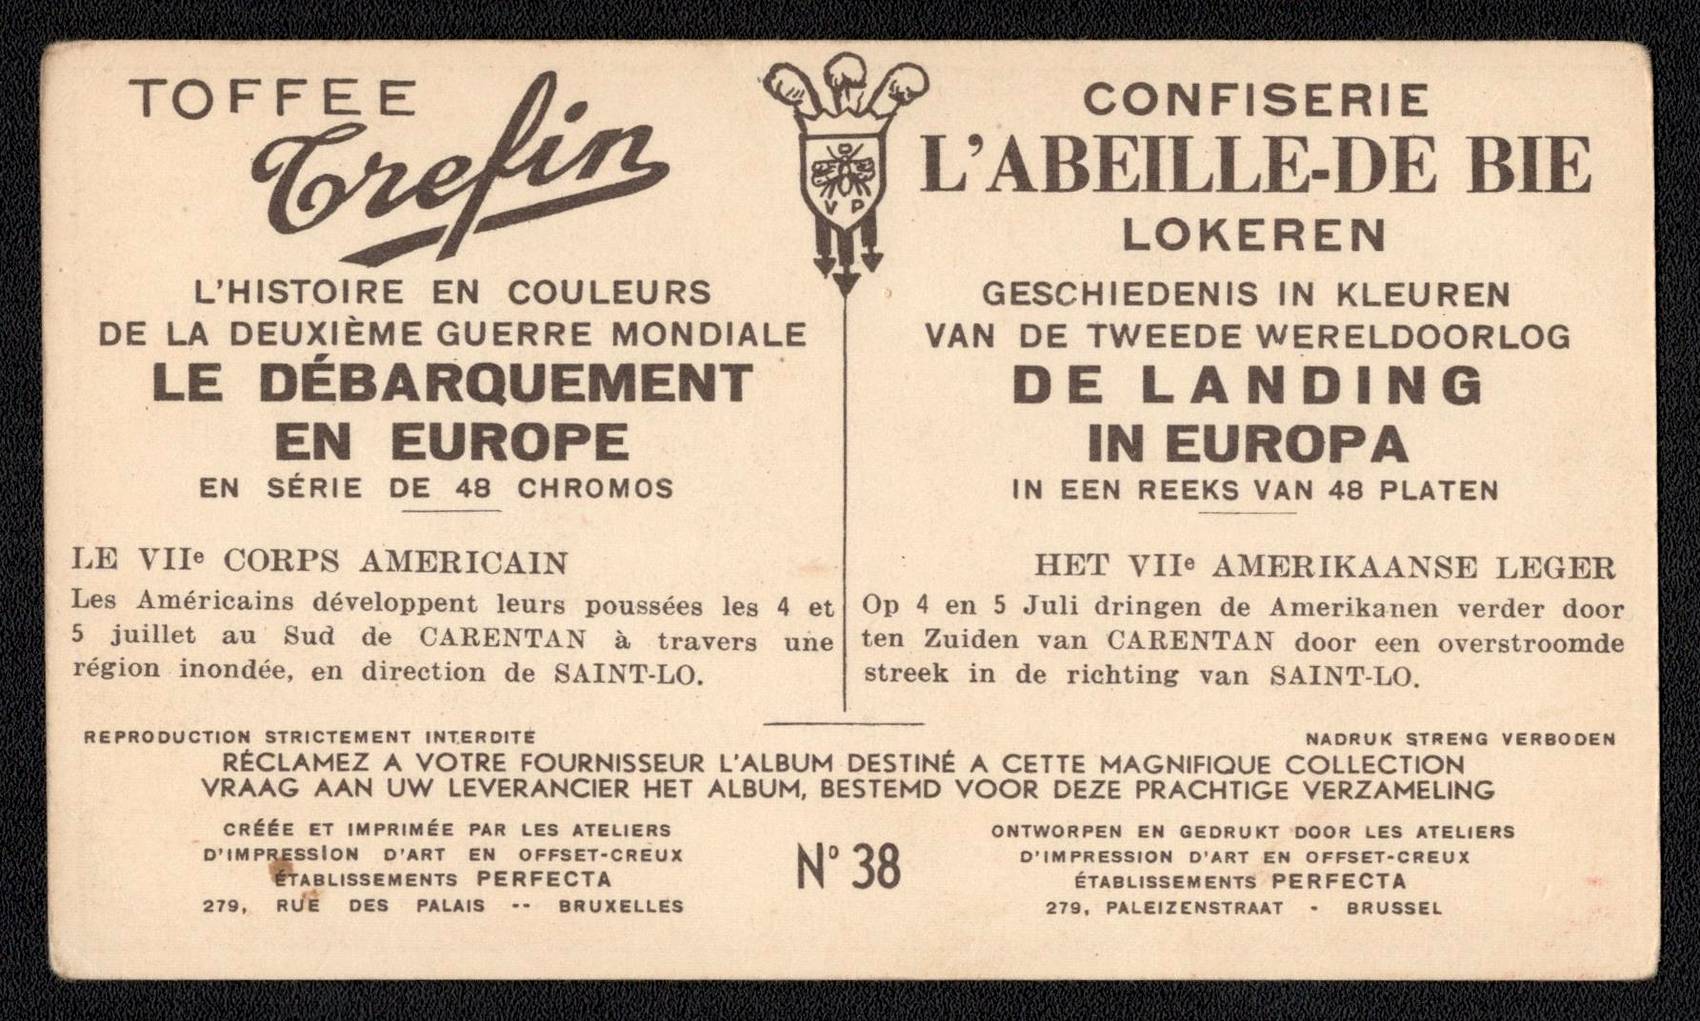 TOFFEE
Trefin
L'HISTOIRE EN COULEURS
DE LA DEUXIÈME GUERRE MONDIALE
LE DÉBARQUEMENT
EN EUROPE
EN SÉRIE DE 48 CHROMOS
LE VIIe CORPS AMERICAIN
Les Américains développent leurs poussées les 4 et
5 juillet au Sud de CARENTAN à travers une
région inondée, en direction de SAINT-LO.
V P
CONFISERIE
L'ABEILLE-DE BIE
LOKEREN
GESCHIEDENIS IN KLEUREN
VAN DE TWEEDE WERELDOORLOG
DE LANDING
IN EUROPA
IN EEN REEKS VAN 48 PLATEN
HET VIIe AMERIKAANSE LEGER
Op 4 en 5 Juli dringen de Amerikanen verder door
ten Zuiden van CARENTAN door een overstroomde
streek in de richting van SAINT-LO.
REPRODUCTION STRICTEMENT INTERDITE
NADRUK STRENG VERBODEN
RÉCLAMEZ A VOTRE FOURNISSEUR L'ALBUM DESTINÉ A CETTE MAGNIFIQUE COLLECTION
VRAAG AAN UW LEVERANCIER HET ALBUM, BESTEMD VOOR DEZE PRACHTIGE VERZAMELING
CRÉÉE ET IMPRIMÉE PAR LES ATELIERS
D'IMPRESSION D'ART EN OFFSET-CREUX
ÉTABLISSEMENTS PERFECTA
279, RUE DES PALAIS -- BRUXELLES
N° 38
ONTWORPEN EN GEDRUKT DOOR LES ATELIERS
D'IMPRESSION D'ART EN OFFSET-CREUX
ÉTABLISSEMENTS PERFECTA
279, PALEIZENSTRAAT - BRUSSEL